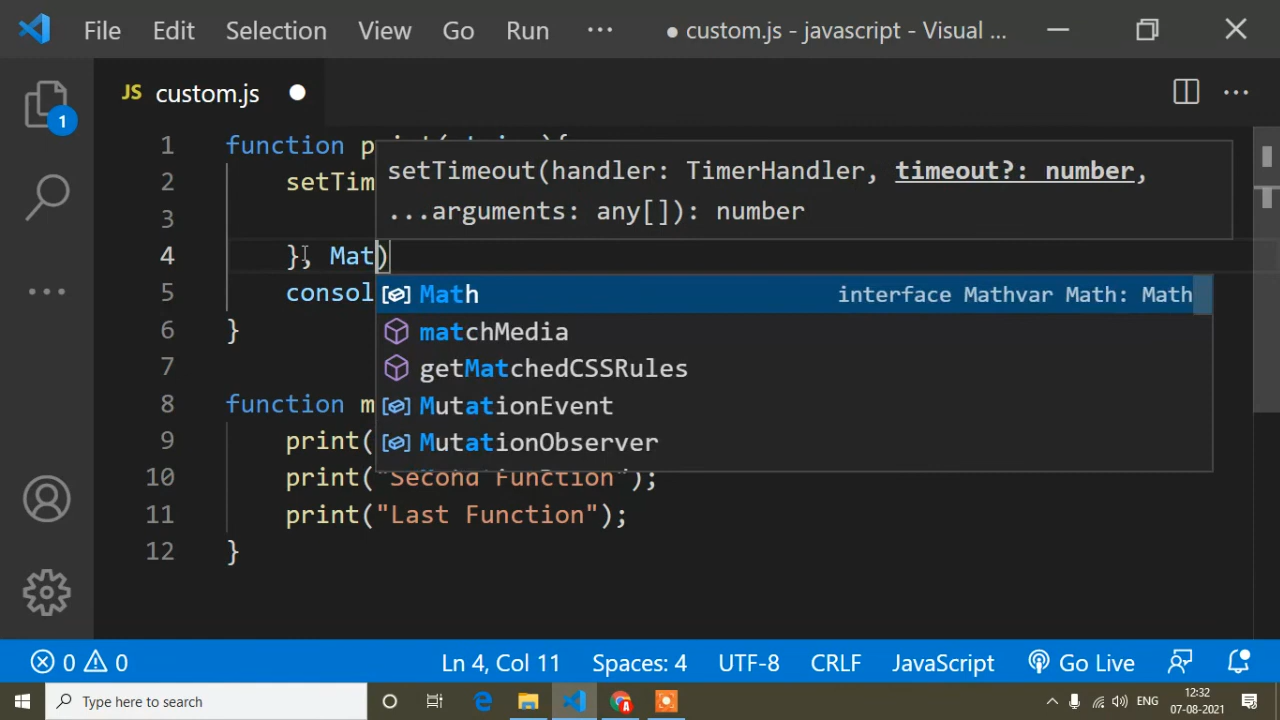 File Edit Selection View Go Run ··· ● custom.js - javascript - Visual ...
JS custom.js ●
1
1 function
2 setTim
3
4 }, Mat)
5 consol
6 }
7
8 function m
9 print(
10 print("Second Function");
11 print("Last Function");
12 }
setTimeout(handler: TimerHandler, timeout?: number,
...arguments: any[]): number
Math interface Mathvar Math: Math
matchMedia
getMatchedCSSRules
MutationEvent
MutationObserver
0 0 Ln 4, Col 11 Spaces: 4 UTF-8 CRLF JavaScript Go Live
Type here to search
ENG
12:32
07-08-2021